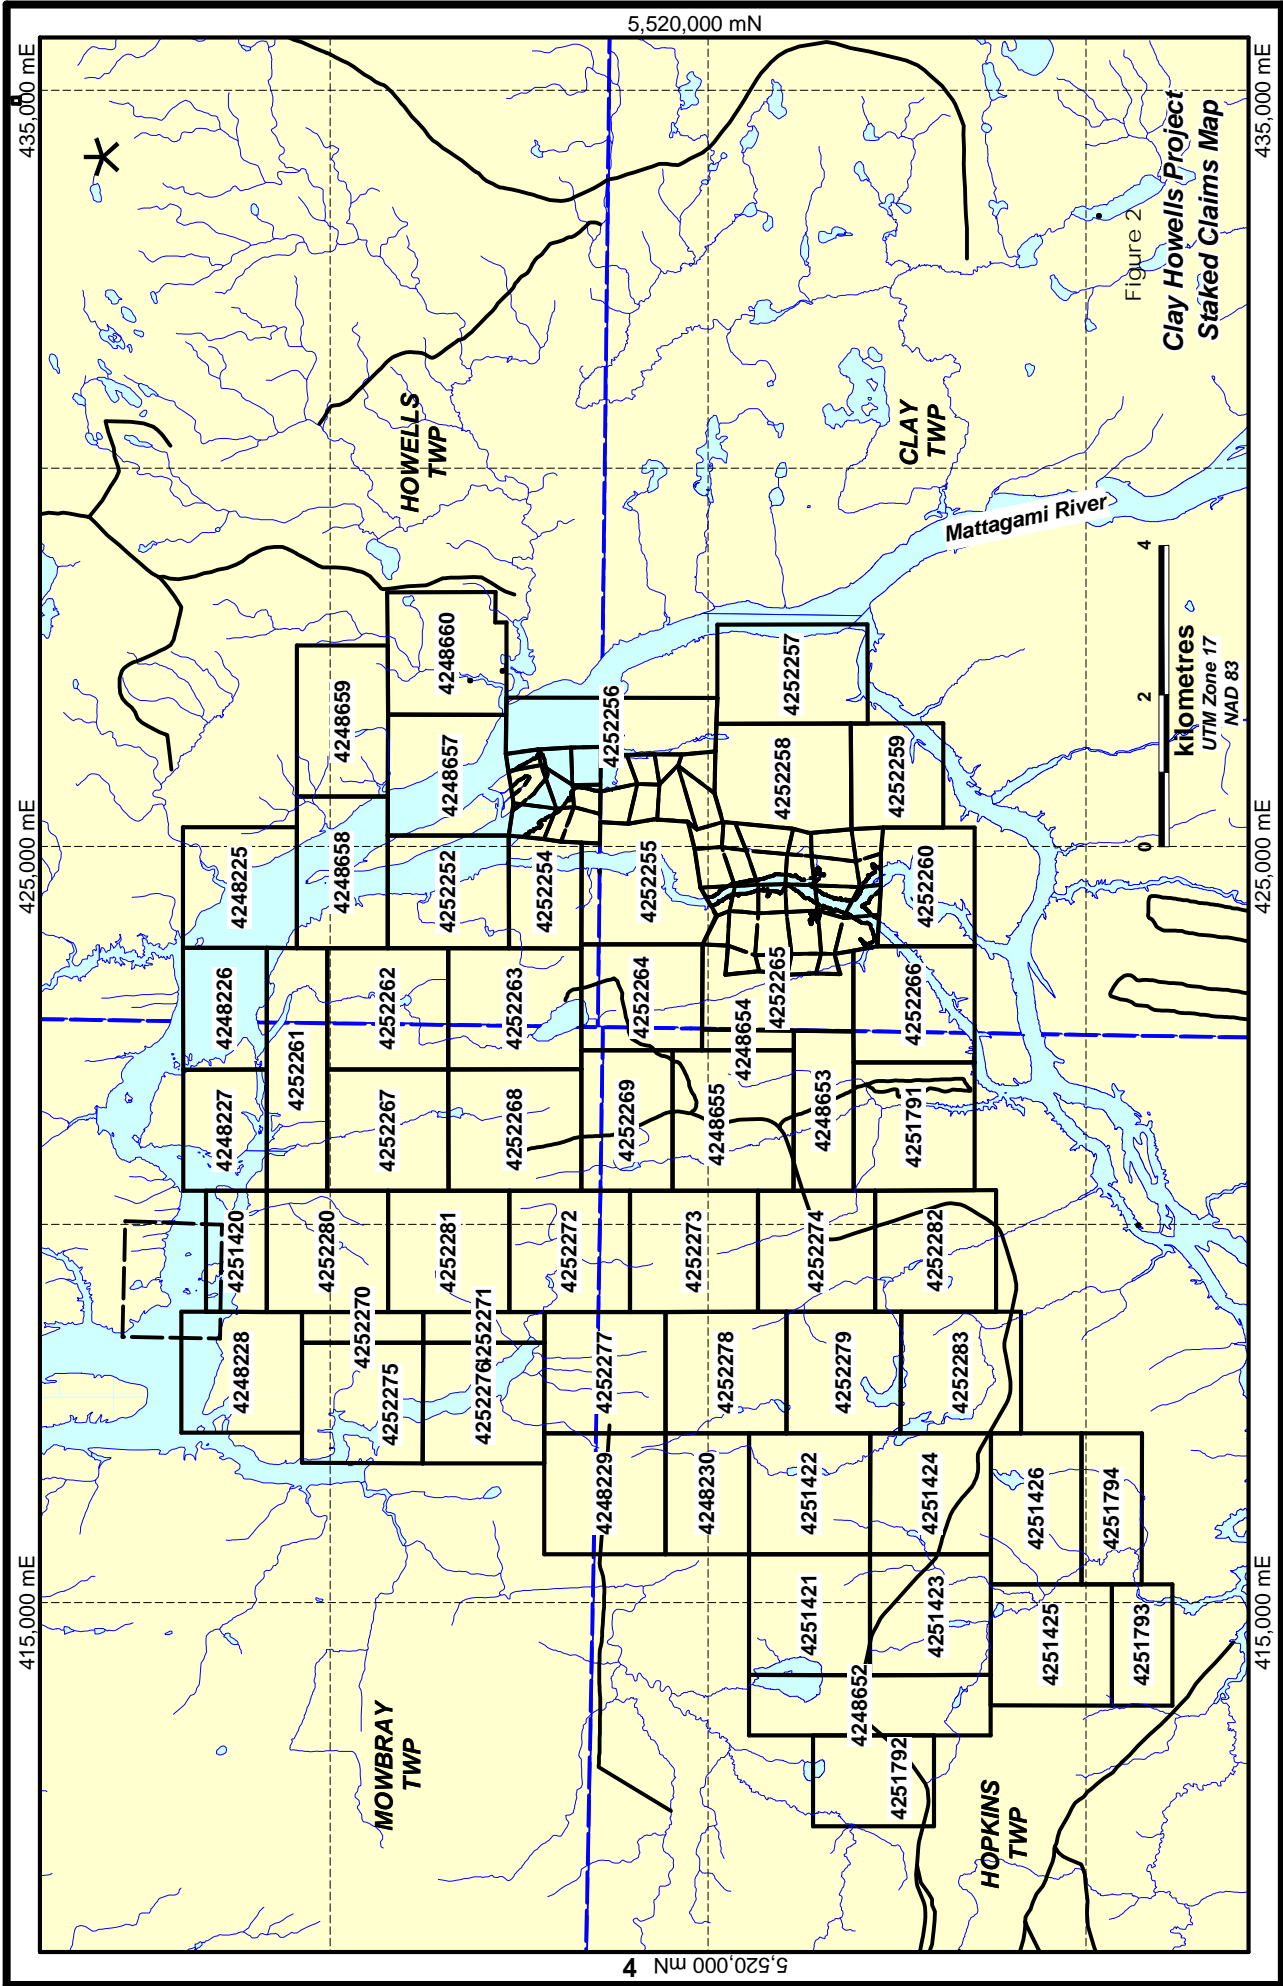 5,520,000 mN
435,000 mE
435,000 mE
425,000 mE
425,000 mE
415,000 mE
415,000 mE
5,520,000 mN
4
HOWELLS
TWP
CLAY
TWP
MOWBRAY
TWP
HOPKINS
TWP
Mattagami River
4248225
4248658
4248659
4248657
4248660
4252252
4252254
4252255
4252256
4252257
4252258
4252259
4252260
4248226
4252261
4252262
4252263
4252264
4252265
4252266
4248654
4248227
4252267
4252268
4252269
4248655
4248653
4251791
4251420
4252280
4252281
4252272
4252273
4252274
4252282
4248228
4252270
4252271
4252275
4252276
4252277
4252278
4252279
4252283
4248229
4248230
4251422
4251424
4251426
4251794
4251421
4251423
4251425
4251793
4248652
4251792
0
2
4
kilometres
UTM Zone 17
NAD 83
Figure 2
Clay Howells Project
Staked Claims Map